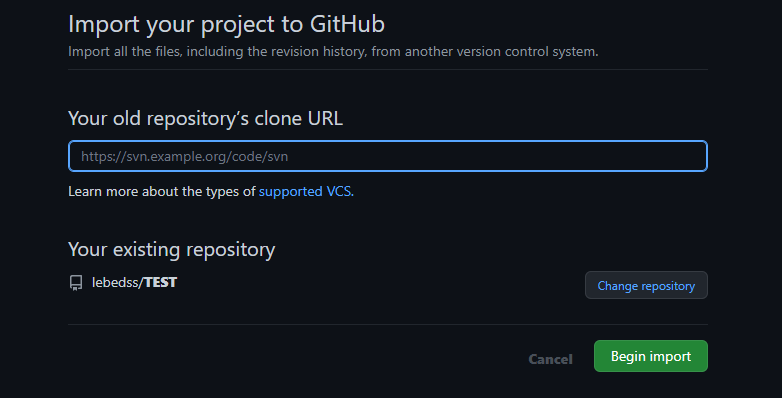 Import your project to GitHub
Import all the files, including the revision history, from another version control system.
Your old repository’s clone URL
https://svn.example.org/code/svn
Learn more about the types of supported VCS.
Your existing repository
lebedss/TEST
Change repository
Cancel
Begin import